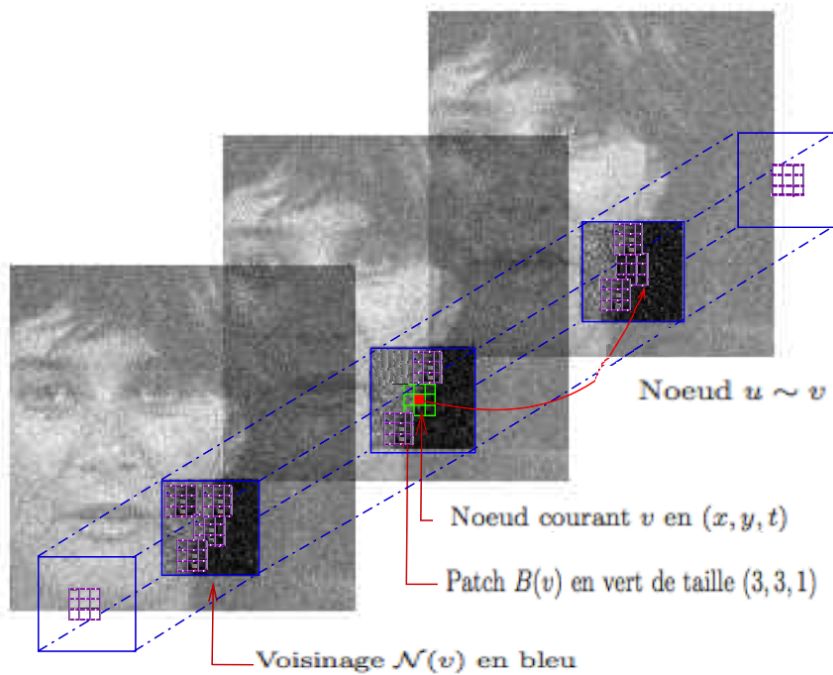 Noeud u ∼ v
Noeud courant v en (x, y, t)
Patch B(v) en vert de taille (3, 3, 1)
Voisinage 𝒩(v) en bleu